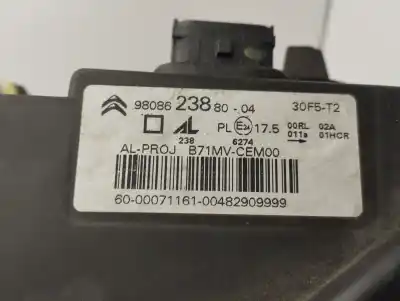 98086 238 80 - 04 30F5-T2
AL PL E24 17.5 00RL 02A
238 6274 011a → 01HCR
AL-PROJ B71MV-CEM00
60-00071161-00482909999